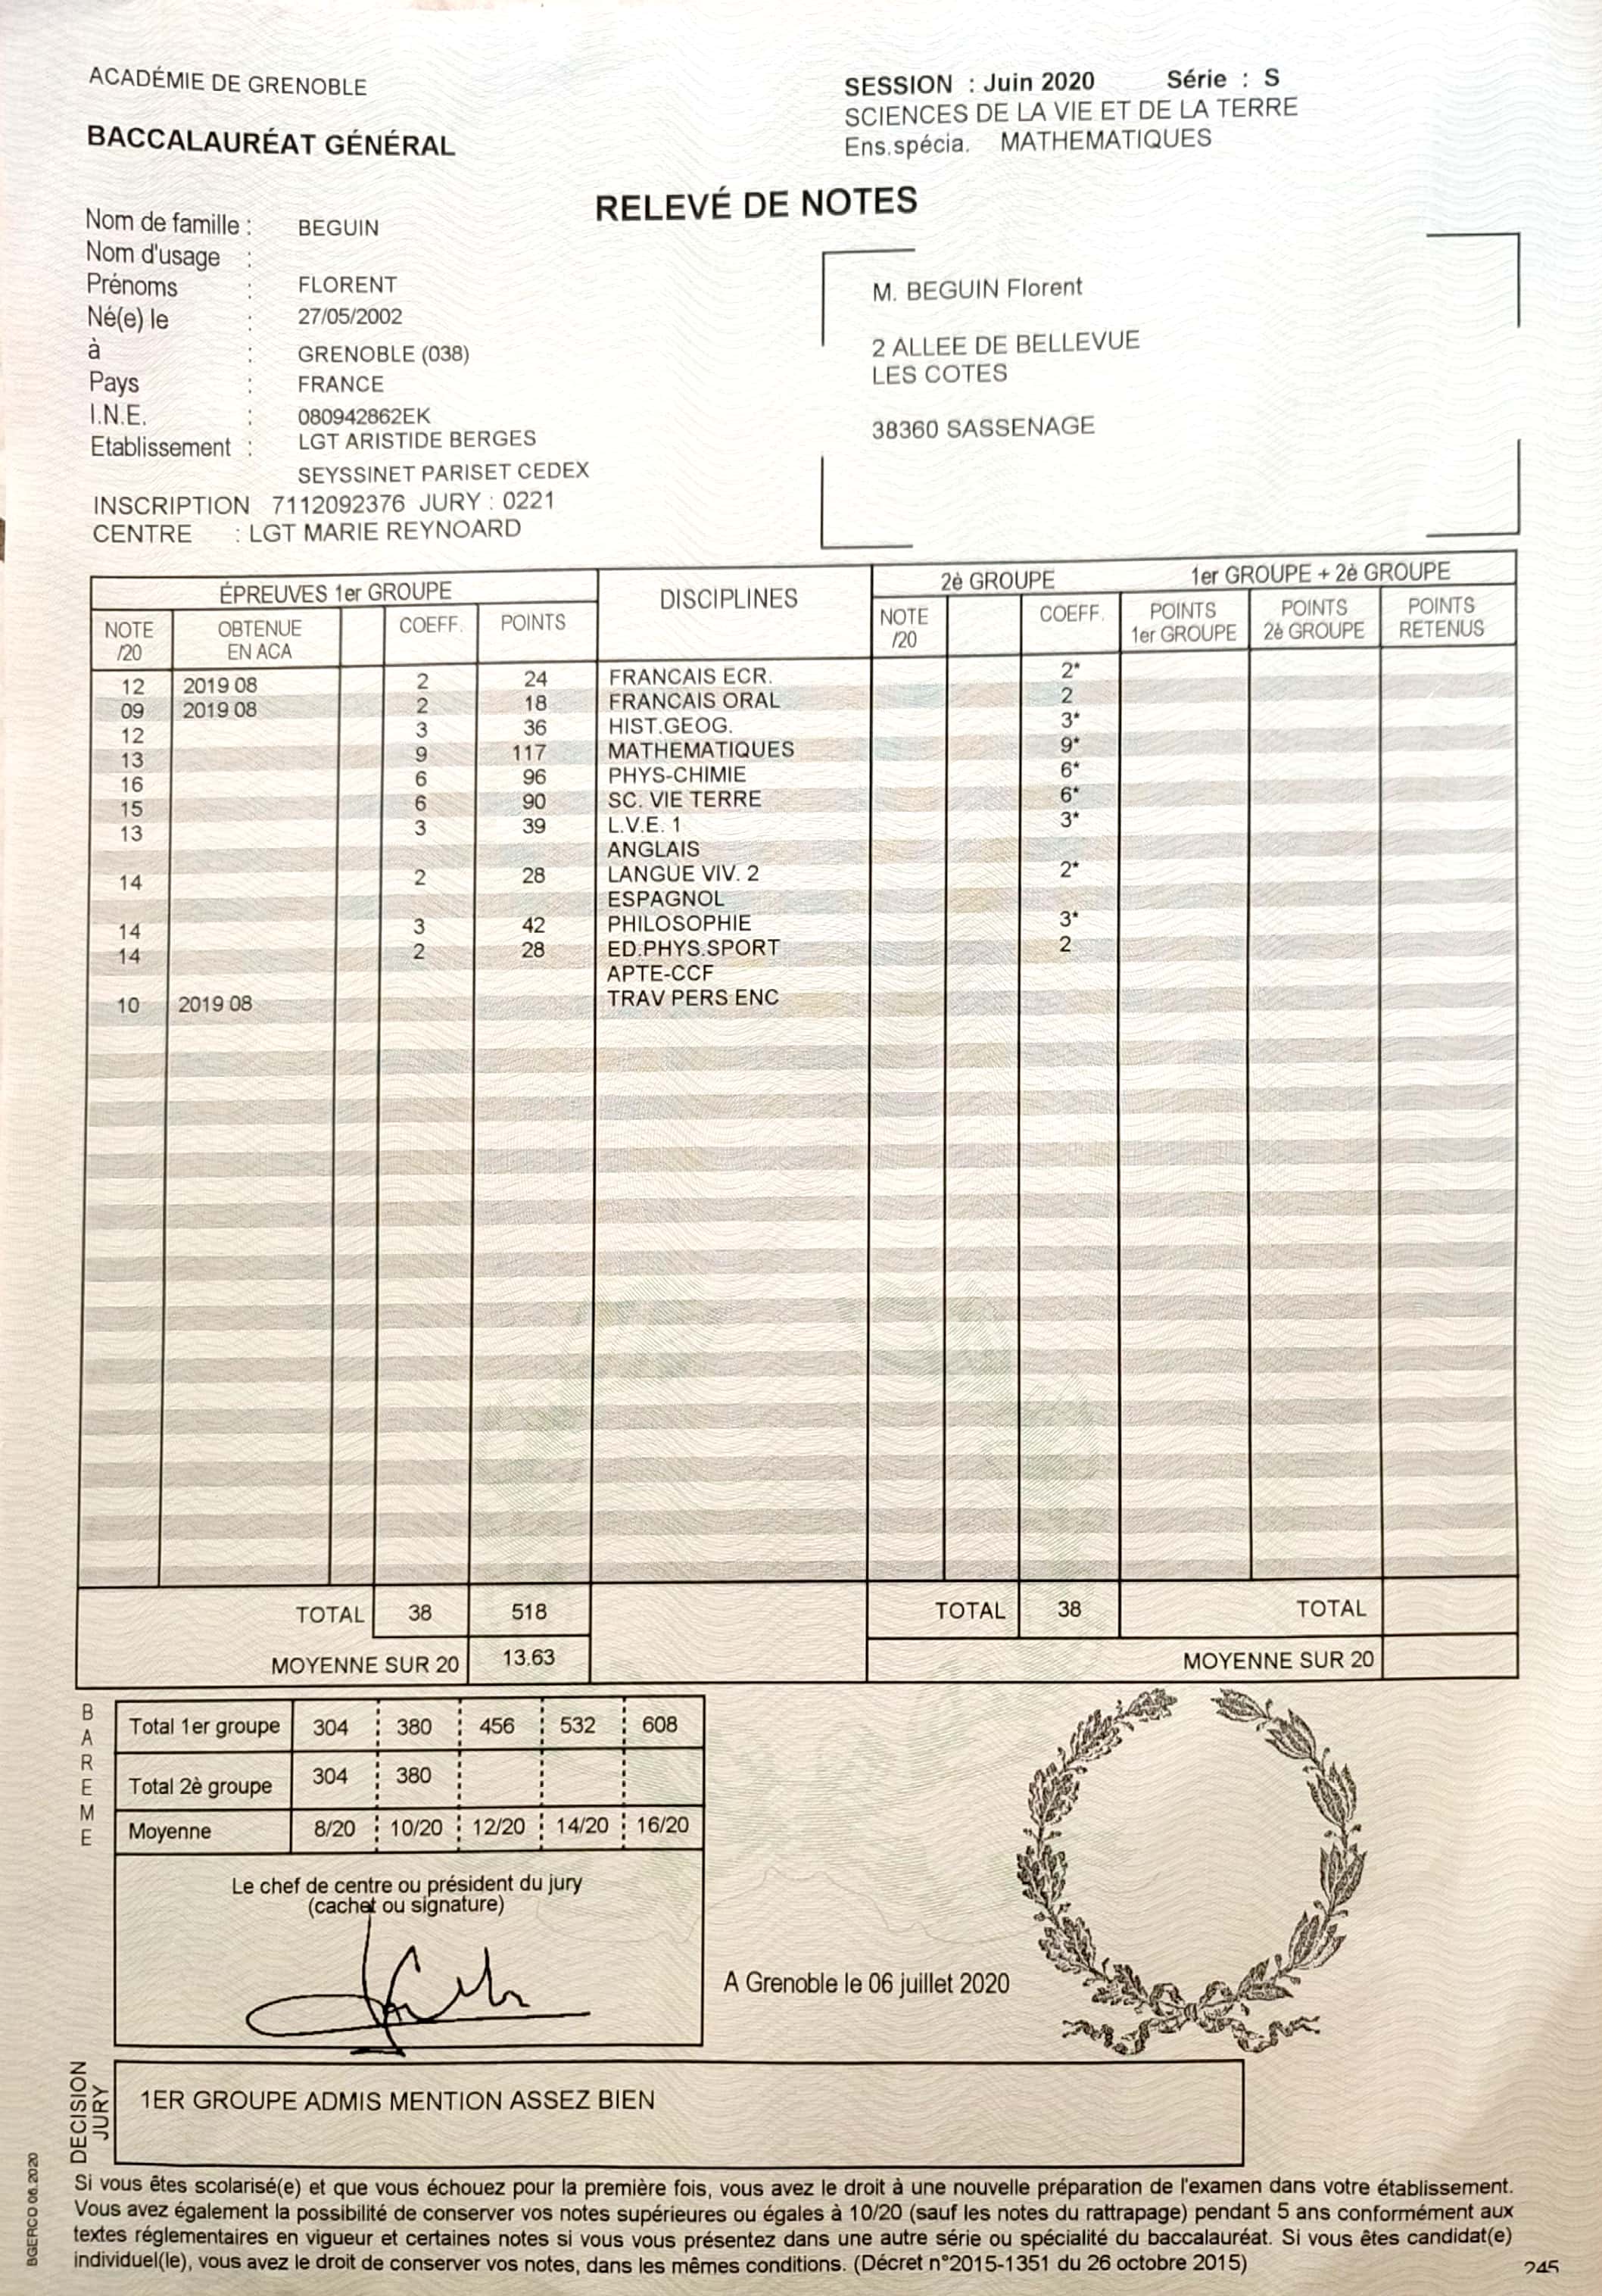 ACADÉMIE DE GRENOBLE
BACCALAURÉAT GÉNÉRAL
SESSION : Juin 2020 Série : S
SCIENCES DE LA VIE ET DE LA TERRE
Ens.spécia. MATHEMATIQUES
RELEVÉ DE NOTES
Nom de famille : BEGUIN
Nom d'usage :
Prénoms : FLORENT
Né(e) le : 27/05/2002
à : GRENOBLE (038)
Pays : FRANCE
I.N.E. : 080942862EK
Etablissement : LGT ARISTIDE BERGES
SEYSSINET PARISET CEDEX
INSCRIPTION 7112092376 JURY : 0221
CENTRE : LGT MARIE REYNOARD
M. BEGUIN Florent
2 ALLEE DE BELLEVUE
LES COTES
38360 SASSENAGE
ÉPREUVES 1er GROUPE DISCIPLINES 2è GROUPE 1er GROUPE + 2è GROUPE
NOTE /20 OBTENUE EN ACA COEFF. POINTS NOTE /20 COEFF. POINTS 1er GROUPE POINTS 2è GROUPE POINTS RETENUS
12 2019 08 2 24 FRANCAIS ECR. 2*
09 2019 08 2 18 FRANCAIS ORAL 2
12 3 36 HIST.GEOG. 3*
13 9 117 MATHEMATIQUES 9*
16 6 96 PHYS-CHIMIE 6*
15 6 90 SC. VIE TERRE 6*
13 3 39 L.V.E. 1 3*
ANGLAIS
14 2 28 LANGUE VIV. 2 2*
ESPAGNOL
14 3 42 PHILOSOPHIE 3*
14 2 28 ED.PHYS.SPORT 2
APTE-CCF
10 2019 08 TRAV PERS ENC
TOTAL 38 518 TOTAL 38 TOTAL
MOYENNE SUR 20 13.63 MOYENNE SUR 20
BAREME
Total 1er groupe 304 380 456 532 608
Total 2è groupe 304 380
Moyenne 8/20 10/20 12/20 14/20 16/20
Le chef de centre ou président du jury
(cachet ou signature)
A Grenoble le 06 juillet 2020
DECISION
JURY
1ER GROUPE ADMIS MENTION ASSEZ BIEN
Si vous êtes scolarisé(e) et que vous échouez pour la première fois, vous avez le droit à une nouvelle préparation de l'examen dans votre établissement.
Vous avez également la possibilité de conserver vos notes supérieures ou égales à 10/20 (sauf les notes du rattrapage) pendant 5 ans conformément aux
textes réglementaires en vigueur et certaines notes si vous vous présentez dans une autre série ou spécialité du baccalauréat. Si vous êtes candidat(e)
individuel(le), vous avez le droit de conserver vos notes, dans les mêmes conditions. (Décret n°2015-1351 du 26 octobre 2015)
BGERCO 06.2020
245